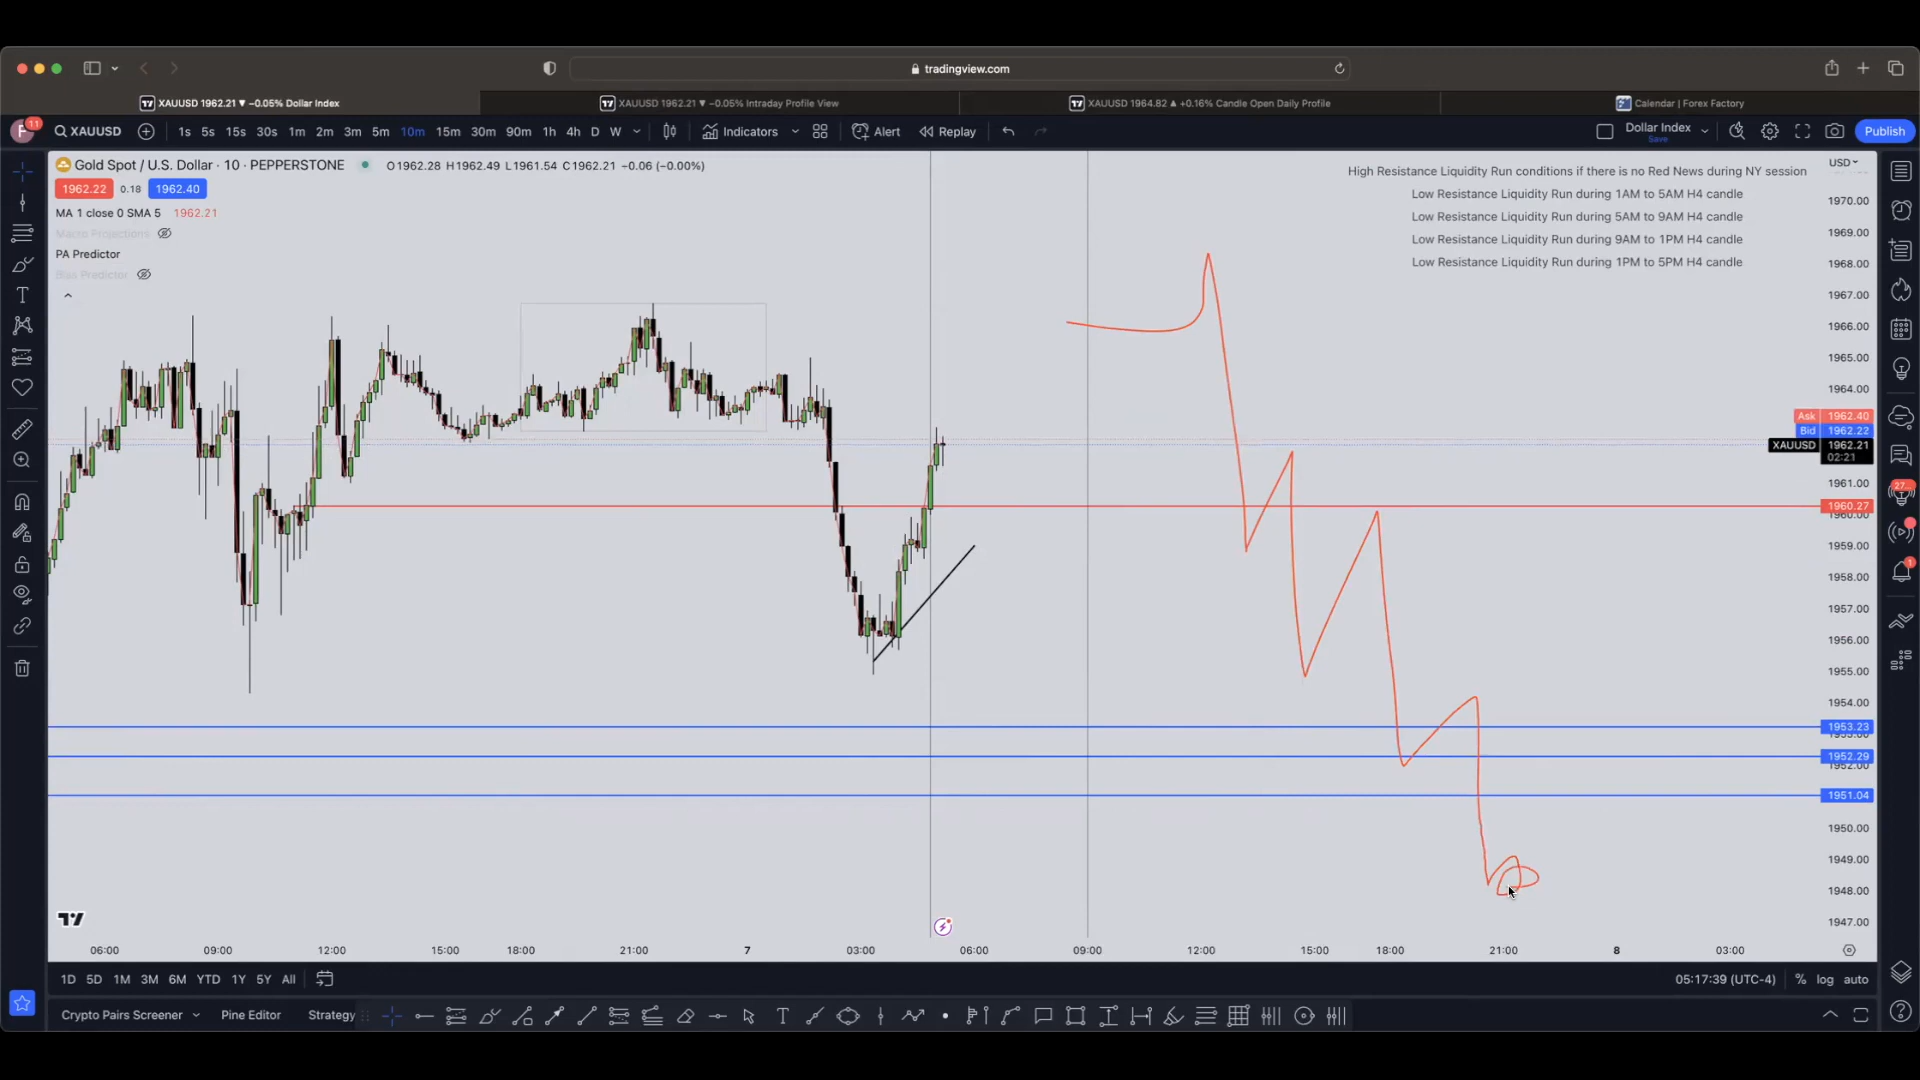 tradingview.com
XAUUSD 1962.21 ▼ −0.05% Dollar Index
XAUUSD 1962.21 ▼ −0.05% Intraday Profile View
XAUUSD 1964.82 ▲ +0.16% Candle Open Daily Profile
Calendar | Forex Factory
11
XAUUSD 1s 5s 15s 30s 1m 2m 3m 5m 10m 15m 30m 90m 1h 4h D W Indicators Alert Replay
Dollar Index
Save
Publish
Gold Spot / U.S. Dollar · 10 · PEPPERSTONE O1962.28 H1962.49 L1961.54 C1962.21 +0.06 (−0.00%)
1962.22 0.18 1962.40
MA 1 close 0 SMA 5 1962.21
Macro Projections
PA Predictor
Bias Predictor
High Resistance Liquidity Run conditions if there is no Red News during NY session
Low Resistance Liquidity Run during 1AM to 5AM H4 candle
Low Resistance Liquidity Run during 5AM to 9AM H4 candle
Low Resistance Liquidity Run during 9AM to 1PM H4 candle
Low Resistance Liquidity Run during 1PM to 5PM H4 candle
USD
1970.00
1969.00
1968.00
1967.00
1966.00
1965.00
1964.00
Ask 1962.40
Bid 1962.22
XAUUSD 1962.21
02:21
1961.00
1960.27
1960.00
1959.00
1958.00
1957.00
1956.00
1955.00
1954.00
1953.23
1952.29
1952.00
1951.04
1950.00
1949.00
1948.00
1947.00
27
1
06:00 09:00 12:00 15:00 18:00 21:00 7 03:00 06:00 09:00 12:00 15:00 18:00 21:00 8 03:00
1D 5D 1M 3M 6M YTD 1Y 5Y All
05:17:39 (UTC-4) % log auto
Crypto Pairs Screener Pine Editor Strategy